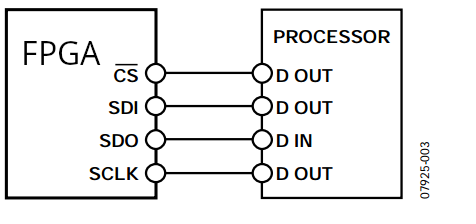 FPGA
PROCESSOR
CS D OUT
SDI D OUT
SDO D IN
SCLK D OUT
07925-003